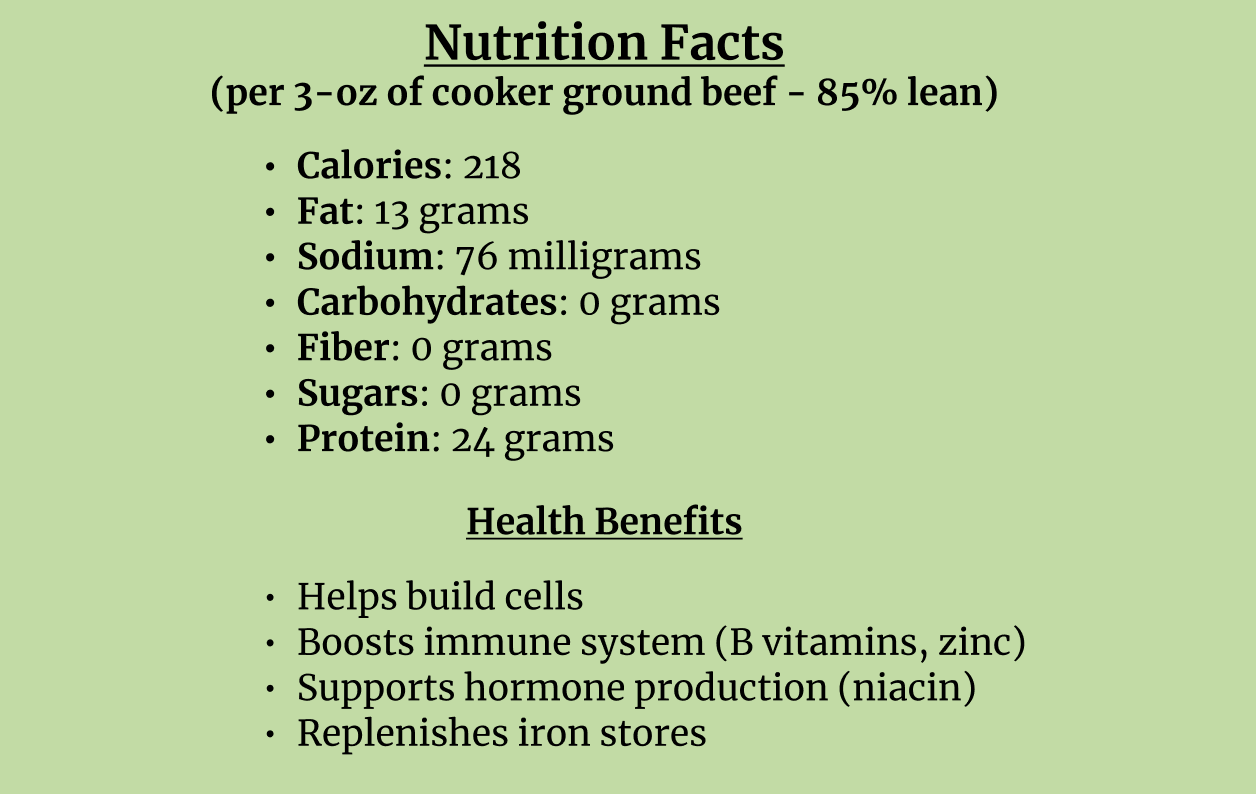 Nutrition Facts
(per 3-oz of cooker ground beef - 85% lean)
• Calories: 218
• Fat: 13 grams
• Sodium: 76 milligrams
• Carbohydrates: 0 grams
• Fiber: 0 grams
• Sugars: 0 grams
• Protein: 24 grams
Health Benefits
• Helps build cells
• Boosts immune system (B vitamins, zinc)
• Supports hormone production (niacin)
• Replenishes iron stores